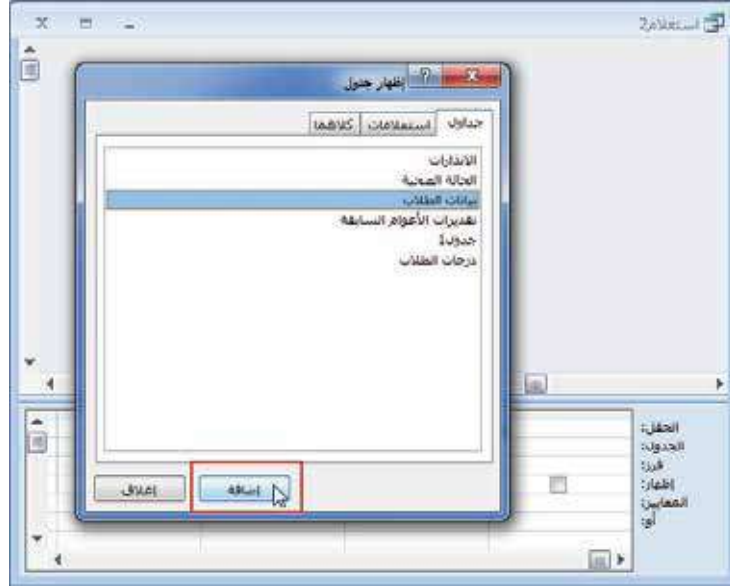 استعلام2
إظهار جدول
جداول استعلامات كلاهما
الانذارات
الحالة الصحية
بيانات الطلاب
تقديرات الأعوام السابقة
جدول1
درجات الطلاب
إضافة إغلاق
الحقل:
الجدول:
فرز:
إظهار:
المعايير:
أو: